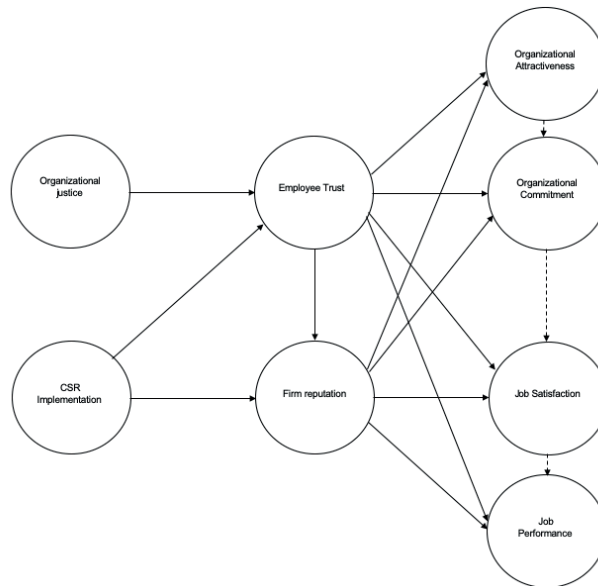 Organizational
Attractiveness
Organizational
justice
Employee Trust
Organizational
Commitment
CSR
Implementation
Firm reputation
Job Satisfaction
Job
Performance